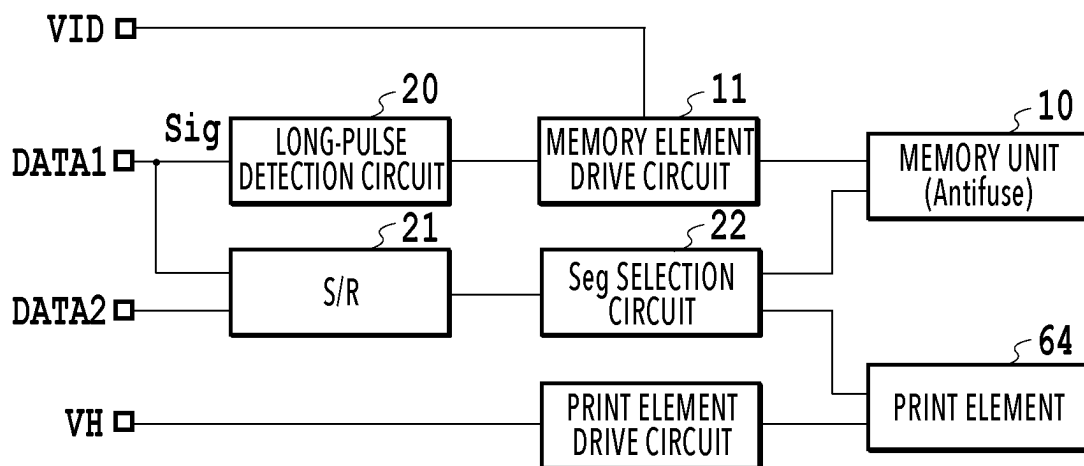 VID
20
11
10
Sig
DATA1
LONG-PULSE
DETECTION CIRCUIT
MEMORY ELEMENT
DRIVE CIRCUIT
MEMORY UNIT
(Antifuse)
21
22
DATA2
S/R
Seg SELECTION
CIRCUIT
64
VH
PRINT ELEMENT
DRIVE CIRCUIT
PRINT ELEMENT